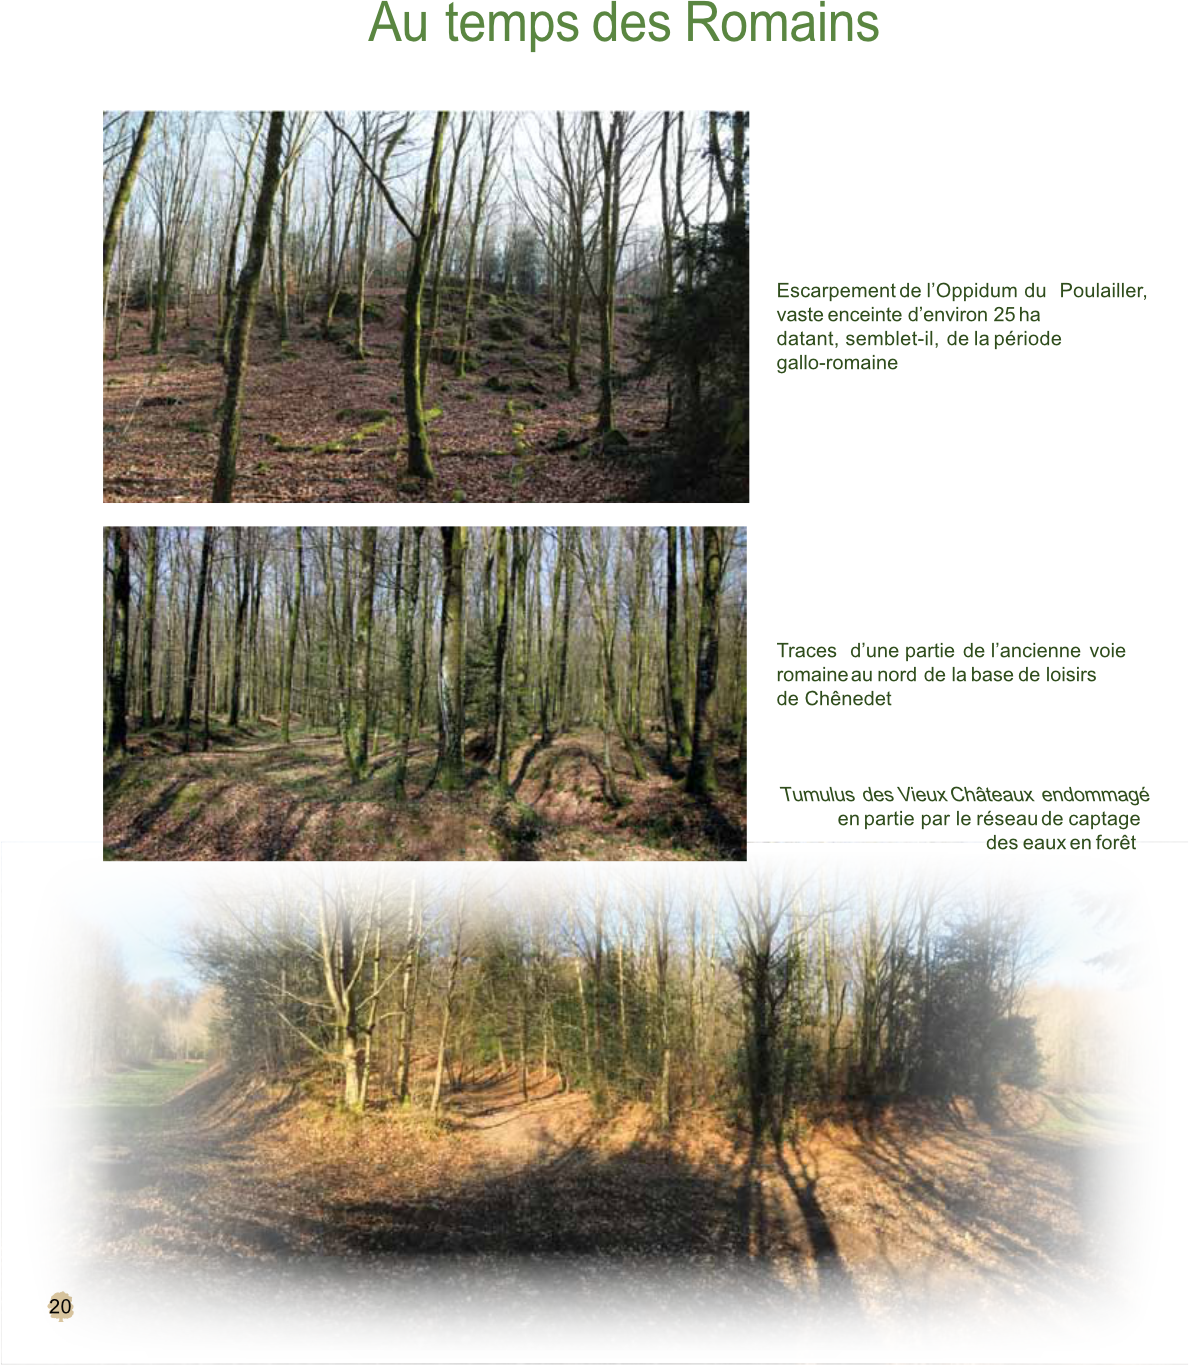 Au temps des Romains
Escarpement de l’Oppidum du Poulailler,
vaste enceinte d’environ 25 ha
datant, semblet-il, de la période
gallo-romaine
Traces d’une partie de l’ancienne voie
romaine au nord de la base de loisirs
de Chênedet
Tumulus des Vieux Châteaux endommagé
en partie par le réseau de captage
des eaux en forêt
20